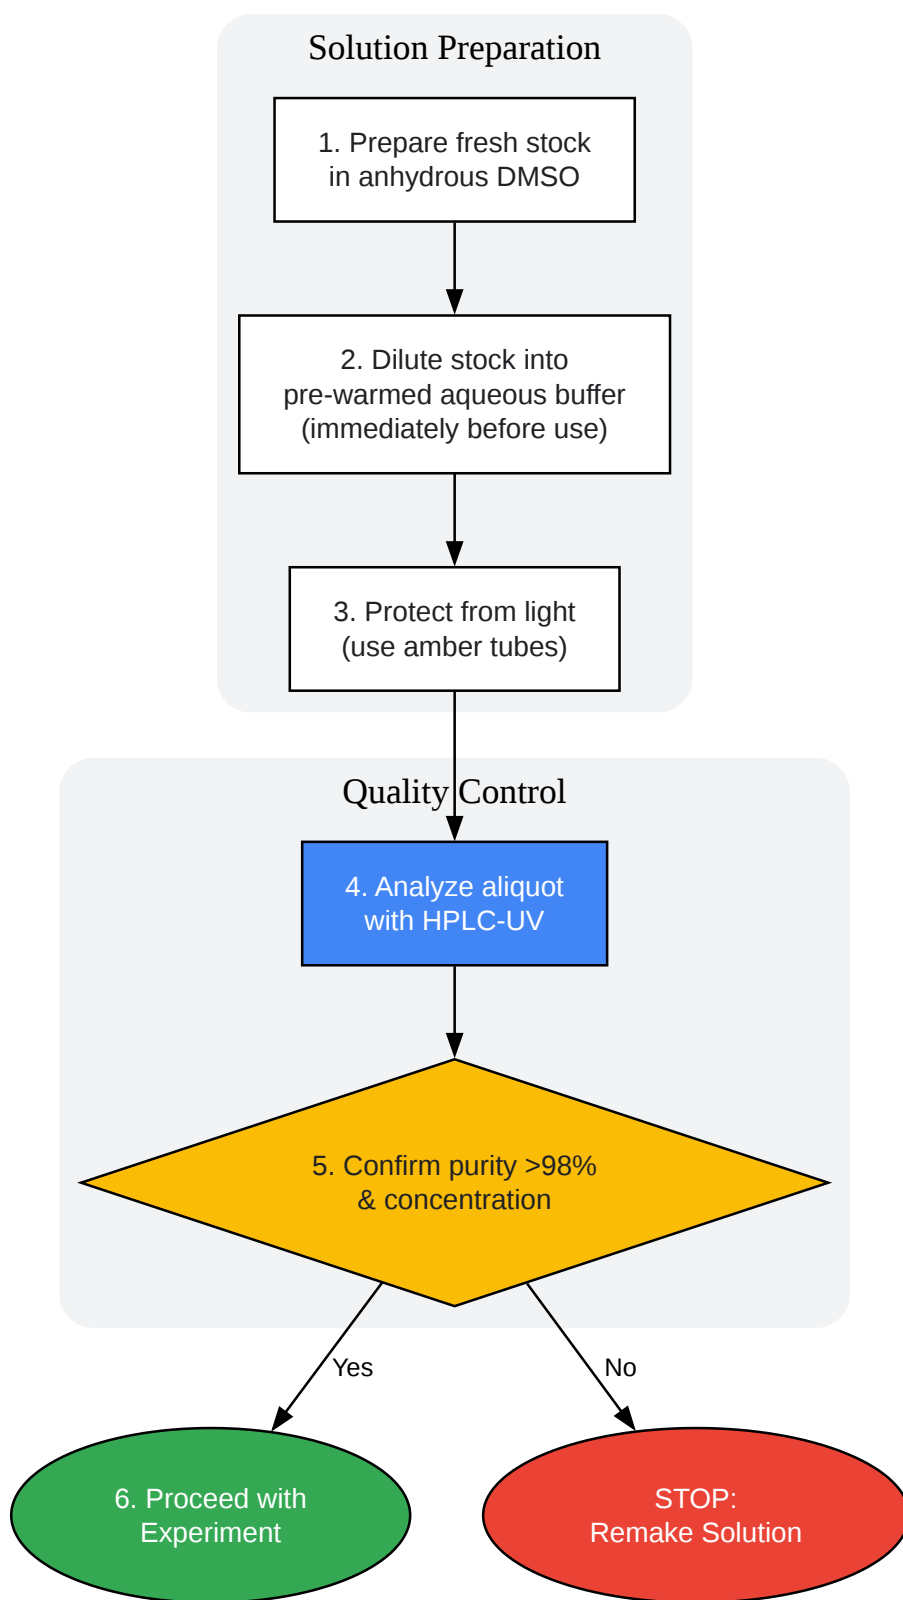 Solution Preparation
1. Prepare fresh stock
in anhydrous DMSO
2. Dilute stock into
pre-warmed aqueous buffer
(immediately before use)
3. Protect from light
(use amber tubes)
Quality Control
4. Analyze aliquot
with HPLC-UV
5. Confirm purity >98%
& concentration
Yes
No
6. Proceed with
Experiment
STOP:
Remake Solution